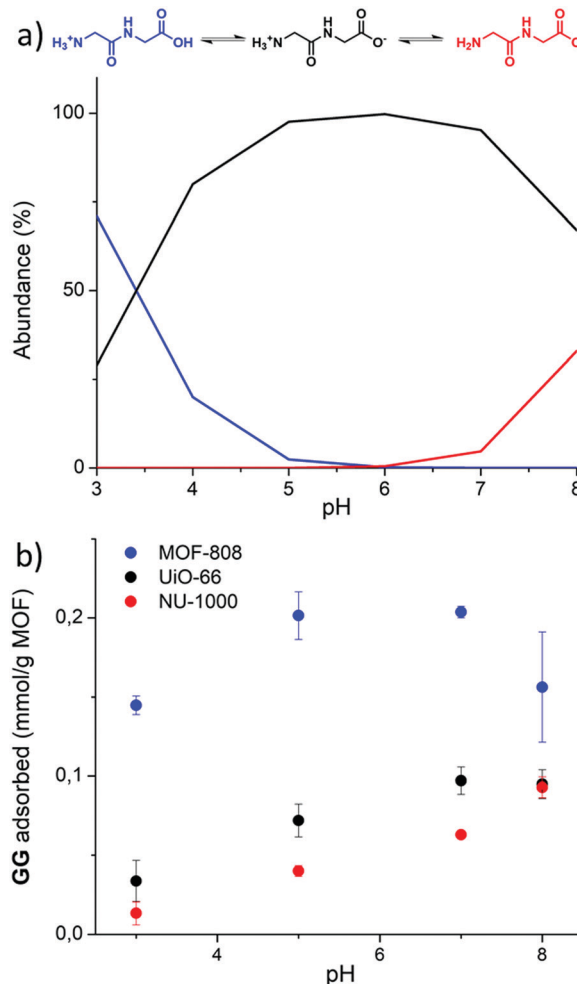 a)
H3+N
O
H
N
O
OH
H3+N
O
H
N
O
O-
H2N
O
H
N
O
O
100
50
0
Abundance (%)
3 4 5 6 7 8
pH
b)
MOF-808
UiO-66
NU-1000
0,2
0,1
0,0
GG adsorbed (mmol/g MOF)
4 6 8
pH